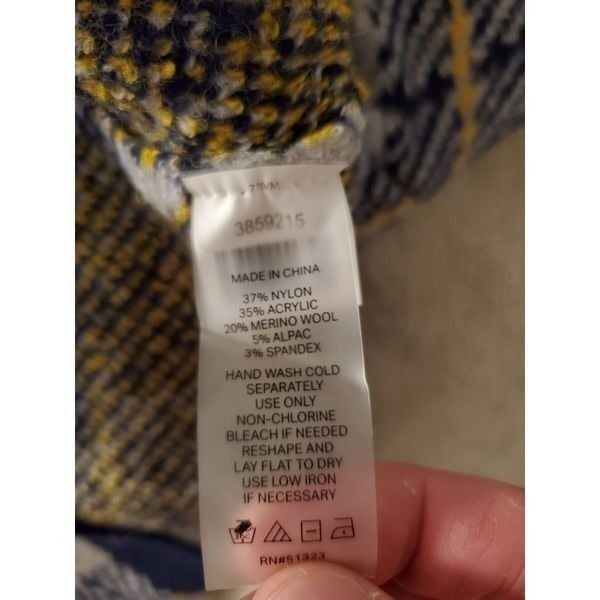 3859215
MADE IN CHINA
37% NYLON
35% ACRYLIC
20% MERINO WOOL
5% ALPAC
3% SPANDEX
HAND WASH COLD
SEPARATELY
USE ONLY
NON-CHLORINE
BLEACH IF NEEDED
RESHAPE AND
LAY FLAT TO DRY
USE LOW IRON
IF NECESSARY
RN#51323